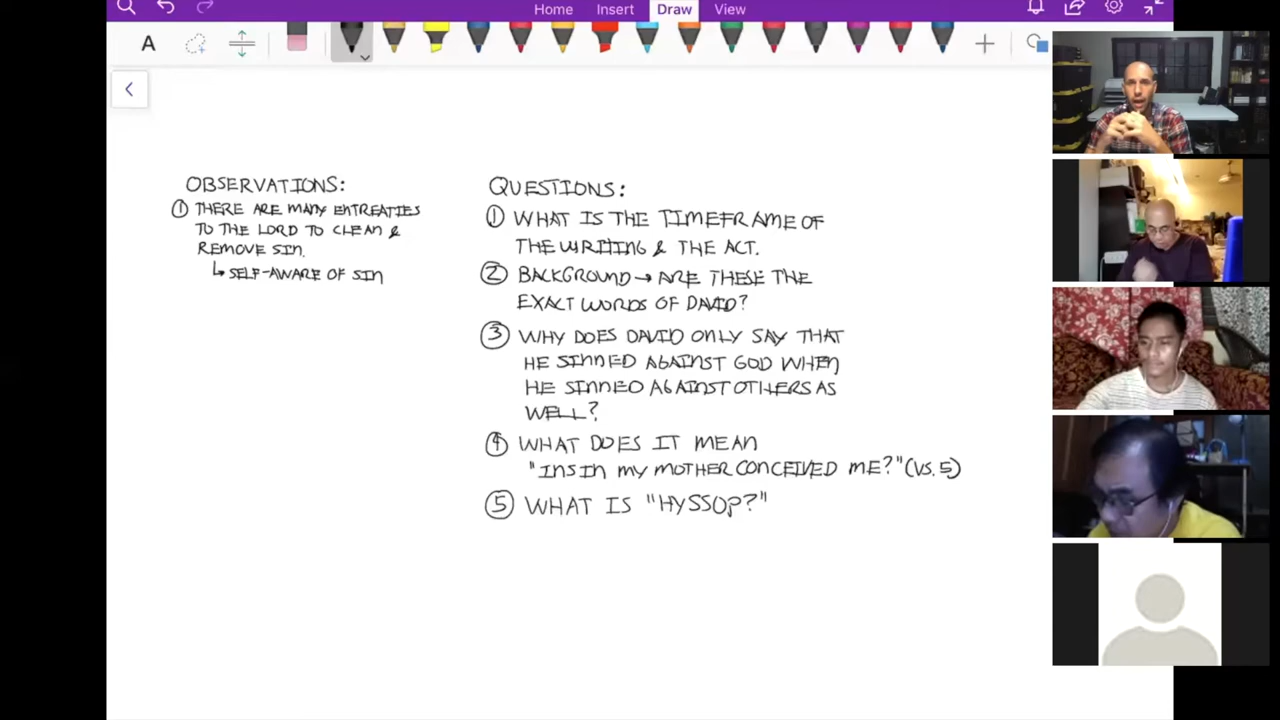 Home Insert Draw View
A
OBSERVATIONS:
① THERE ARE MANY ENTREATIES
TO THE LORD TO CLEAN &
REMOVE SIN.
↳ SELF-AWARE OF SIN
QUESTIONS:
① WHAT IS THE TIMEFRAME OF
THE WRITING & THE ACT.
② BACKGROUND → ARE THESE THE
EXACT WORDS OF DAVID?
③ WHY DOES DAVID ONLY SAY THAT
HE SINNED AGAINST GOD WHEN
HE SINNED AGAINST OTHERS AS
WELL?
④ WHAT DOES IT MEAN
"IN SIN MY MOTHER CONCEIVED ME?" (VS. 5)
⑤ WHAT IS "HYSSOP?"